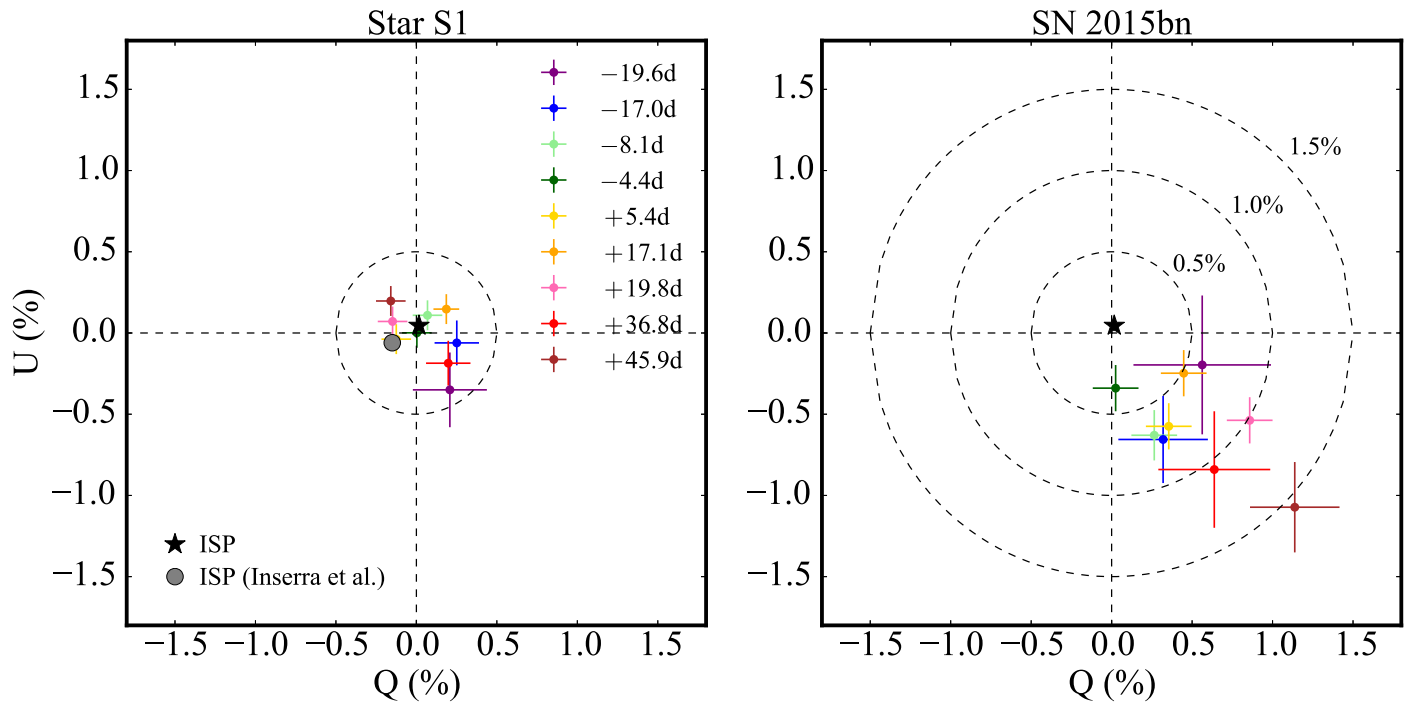 Star S1
SN 2015bn
1.5
1.0
0.5
0.0
−0.5
−1.0
−1.5
U (%)
−19.6d
−17.0d
−8.1d
−4.4d
+5.4d
+17.1d
+19.8d
+36.8d
+45.9d
ISP
ISP (Inserra et al.)
−1.5 −1.0 −0.5 0.0 0.5 1.0 1.5
Q (%)
1.5
1.0
0.5
0.0
−0.5
−1.0
−1.5
1.5%
1.0%
0.5%
−1.5 −1.0 −0.5 0.0 0.5 1.0 1.5
Q (%)